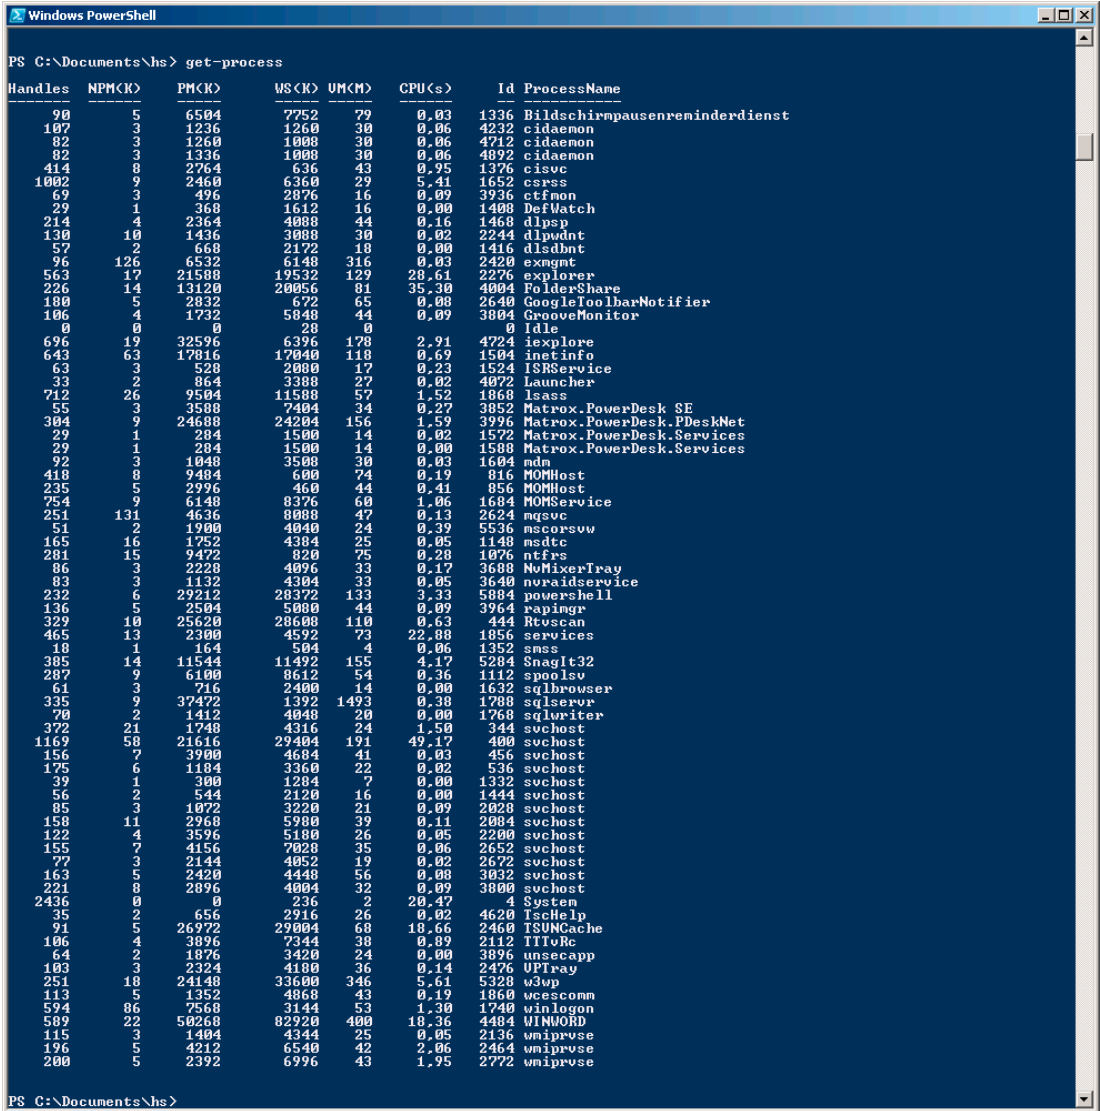 Windows PowerShell
PS C:\Documents\hs> get-process
Handles NPM(K) PM(K) WS(K) VM(M) CPU(s) Id ProcessName
------- ------ ----- ----- ----- ------ -- -----------
90 5 6504 7752 79 0,03 1336 Bildschirmpausenreminderdienst
107 3 1236 1260 30 0,06 4232 cidaemon
82 3 1260 1008 30 0,06 4712 cidaemon
82 3 1336 1008 30 0,06 4892 cidaemon
414 8 2764 636 43 0,95 1376 cisvc
1002 9 2460 6360 29 5,41 1652 csrss
69 3 496 2876 16 0,09 3936 ctfmon
29 1 368 1612 16 0,00 1408 DefWatch
214 4 2364 4088 44 0,16 1468 dlpsp
130 10 1436 3088 30 0,02 2244 dlpwdnt
57 2 668 2172 18 0,00 1416 dlsdbnt
96 126 6532 6148 316 0,03 2420 exmgmt
563 17 21588 19532 129 28,61 2276 explorer
226 14 13120 20056 81 35,30 4004 FolderShare
180 5 2832 672 65 0,08 2640 GoogleToolbarNotifier
106 4 1732 5848 44 0,09 3804 GrooveMonitor
0 0 0 28 0 0 Idle
696 19 32596 6396 178 2,91 4724 iexplore
643 63 17816 17040 118 0,69 1504 inetinfo
63 3 528 2080 17 0,23 1524 ISRService
33 2 864 3388 27 0,02 4072 Launcher
712 26 9504 11588 57 1,52 1868 lsass
55 3 3588 7404 34 0,27 3852 Matrox.PowerDesk SE
304 9 24688 24204 156 1,59 3996 Matrox.PowerDesk.PDeskNet
29 1 284 1500 14 0,02 1572 Matrox.PowerDesk.Services
29 1 284 1500 14 0,00 1588 Matrox.PowerDesk.Services
92 3 1048 3508 30 0,03 1604 mdm
418 8 9484 600 74 0,19 816 MOMHost
235 5 2996 460 44 0,41 856 MOMHost
754 9 6148 8376 60 1,06 1684 MOMService
251 131 4636 8088 47 0,13 2624 mqsvc
51 2 1900 4040 24 0,39 5536 mscorsvw
165 16 1752 4384 25 0,05 1148 msdtc
281 15 9472 820 75 0,28 1076 ntfrs
86 3 2228 4096 33 0,17 3688 NvMixerTray
83 3 1132 4304 33 0,05 3640 nvraidservice
232 6 29212 28372 133 3,33 5884 powershell
136 5 2504 5080 44 0,09 3964 rapimgr
329 10 25620 28608 110 0,63 444 Rtvscan
465 13 2300 4592 73 22,88 1856 services
18 1 164 504 4 0,06 1352 smss
385 14 11544 11492 155 4,17 5284 SnagIt32
287 9 6100 8612 54 0,36 1112 spoolsv
61 3 716 2400 14 0,00 1632 sqlbrowser
335 9 37472 1392 1493 0,38 1788 sqlservr
70 2 1412 4048 20 0,00 1768 sqlwriter
372 21 1748 4316 24 1,50 344 svchost
1169 58 21616 29404 191 49,17 400 svchost
156 7 3900 4684 41 0,03 456 svchost
175 6 1184 3360 22 0,02 536 svchost
39 1 300 1284 7 0,00 1332 svchost
56 2 544 2120 16 0,00 1444 svchost
85 3 1072 3220 21 0,09 2028 svchost
158 11 2968 5980 39 0,11 2084 svchost
122 4 3596 5180 26 0,05 2200 svchost
155 7 4156 7028 35 0,06 2652 svchost
77 3 2144 4052 19 0,02 2672 svchost
163 5 2420 4448 56 0,08 3032 svchost
221 8 2896 4004 32 0,09 3800 svchost
2436 0 0 236 2 20,47 4 System
35 2 656 2916 26 0,02 4620 TscHelp
91 5 26972 29004 68 18,66 2460 TSVNCache
106 4 3896 7344 38 0,89 2112 TTTvRc
64 2 1876 3420 24 0,00 3896 unsecapp
103 3 2324 4180 36 0,14 2476 VPTray
251 18 24148 33600 346 5,61 5328 w3wp
113 5 1352 4868 43 0,19 1860 wcescomm
594 86 7568 3144 53 1,30 1740 winlogon
589 22 50268 82920 400 18,36 4484 WINWORD
115 3 1404 4344 25 0,05 2136 wmiprvse
196 5 4212 6540 42 2,06 2464 wmiprvse
200 5 2392 6996 43 1,95 2772 wmiprvse
PS C:\Documents\hs>